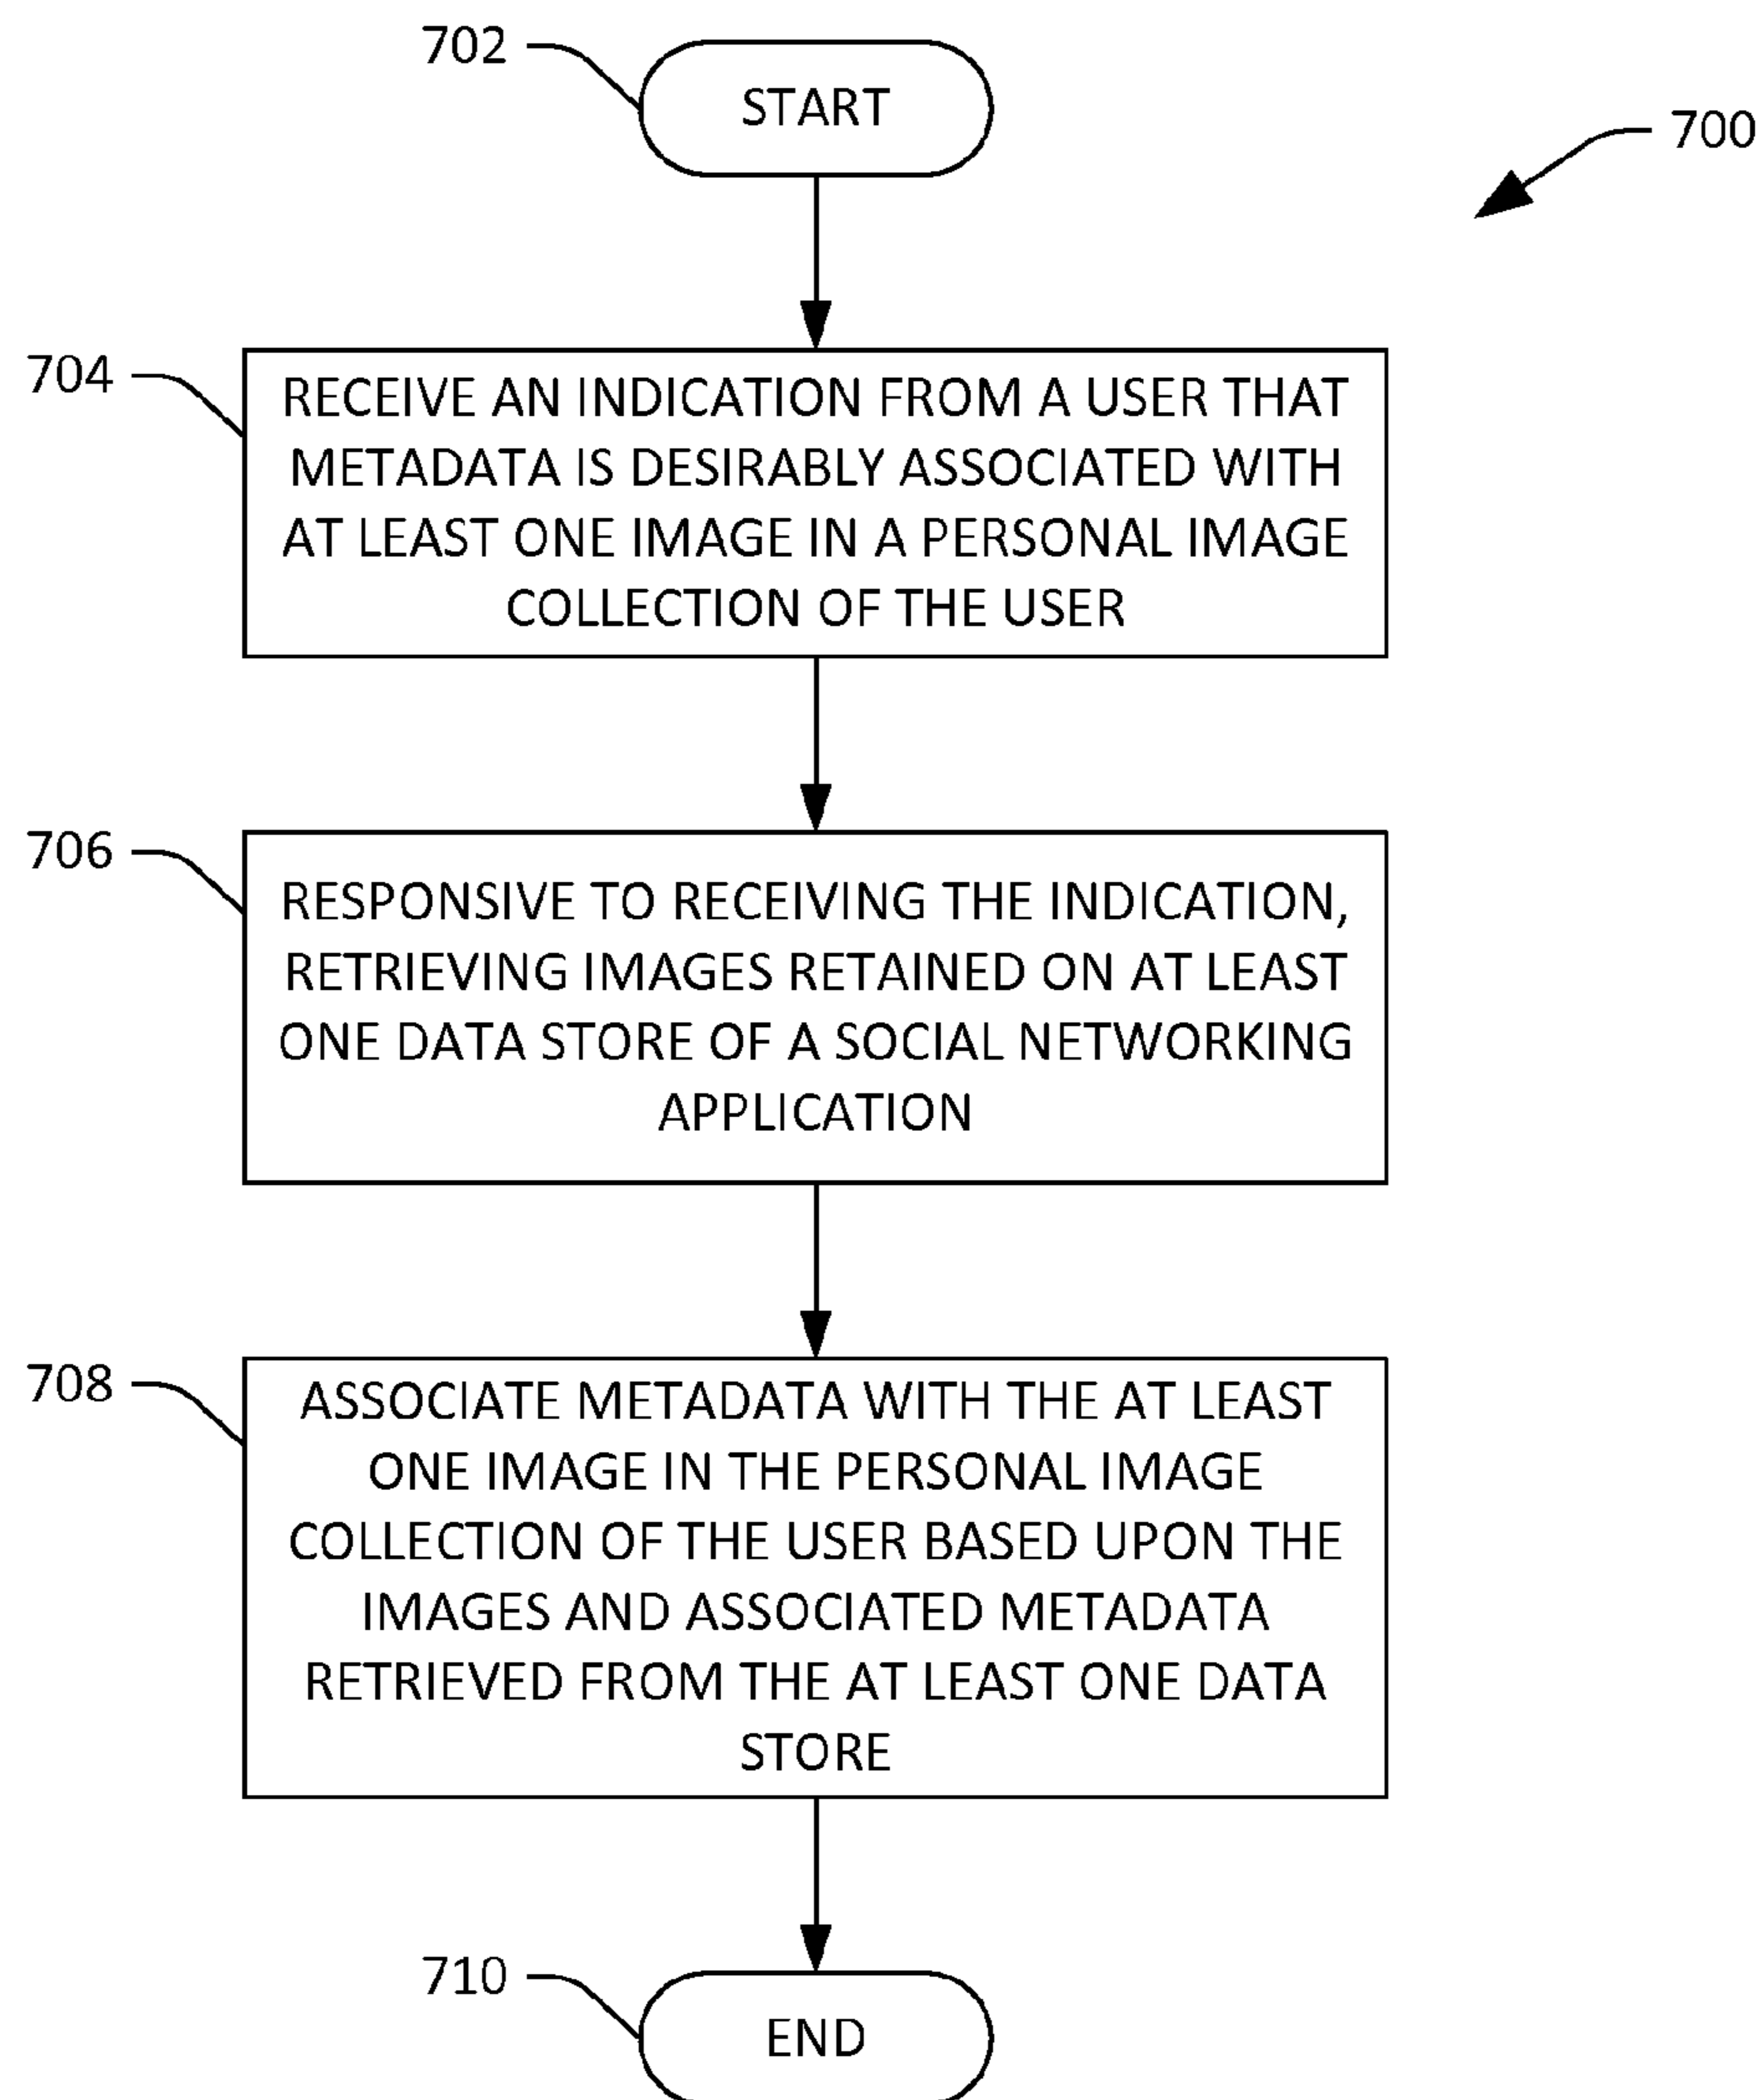 702
START
700
704
RECEIVE AN INDICATION FROM A USER THAT
METADATA IS DESIRABLY ASSOCIATED WITH
AT LEAST ONE IMAGE IN A PERSONAL IMAGE
COLLECTION OF THE USER
706
RESPONSIVE TO RECEIVING THE INDICATION,
RETRIEVING IMAGES RETAINED ON AT LEAST
ONE DATA STORE OF A SOCIAL NETWORKING
APPLICATION
708
ASSOCIATE METADATA WITH THE AT LEAST
ONE IMAGE IN THE PERSONAL IMAGE
COLLECTION OF THE USER BASED UPON THE
IMAGES AND ASSOCIATED METADATA
RETRIEVED FROM THE AT LEAST ONE DATA
STORE
710
END